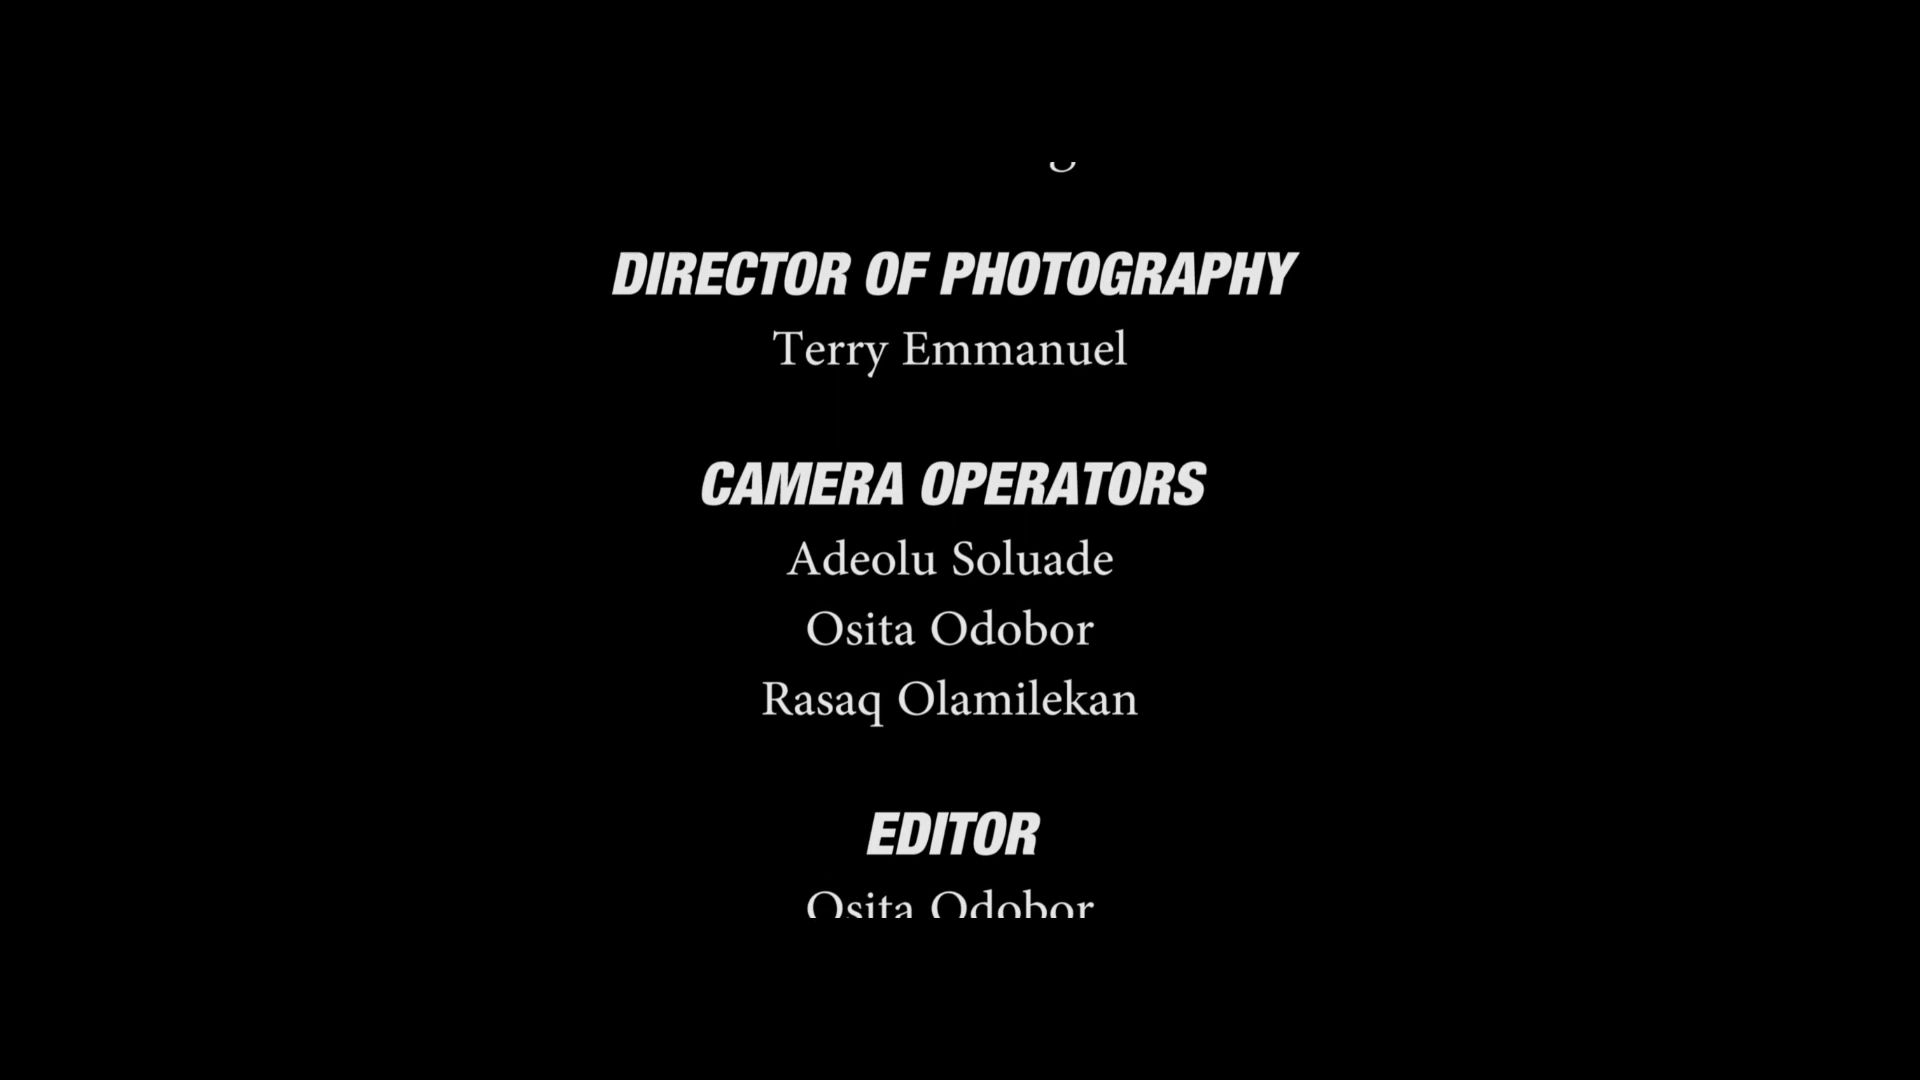 DIRECTOR OF PHOTOGRAPHY
Terry Emmanuel
CAMERA OPERATORS
Adeolu Soluade
Osita Odobor
Rasaq Olamilekan
EDITOR
Osita Odobor